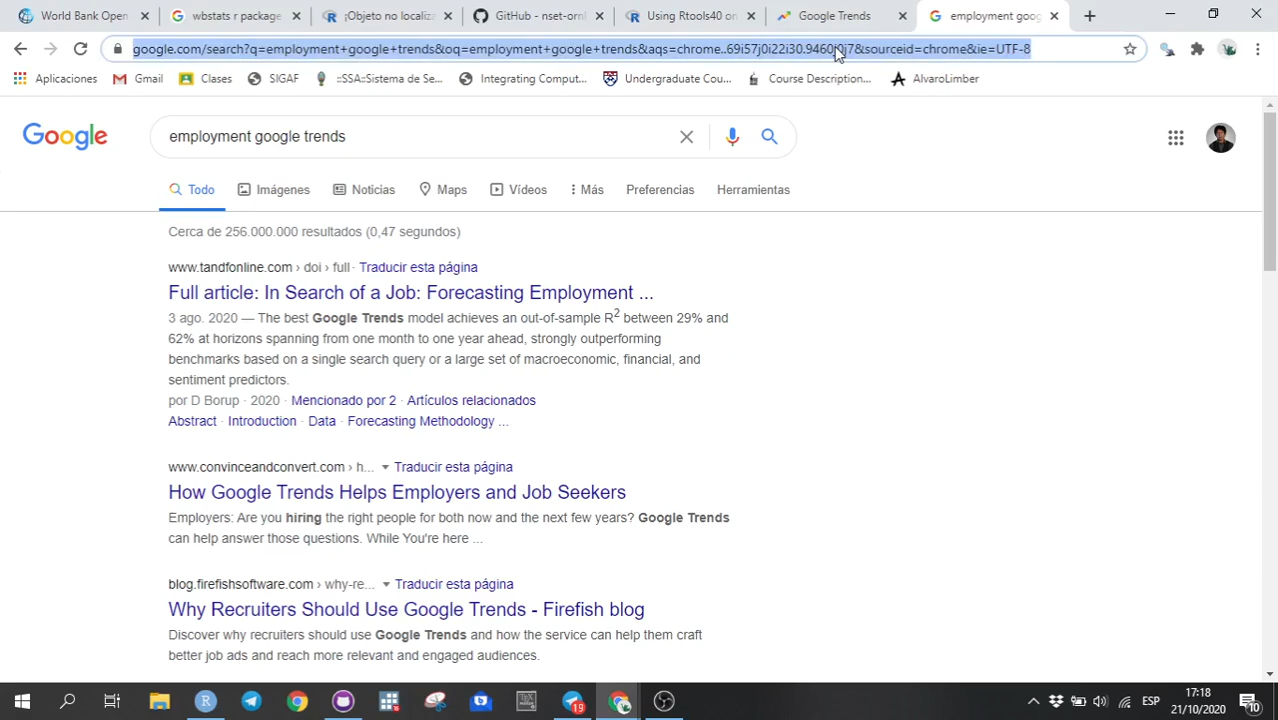 World Bank Open
wbstats r package
¡Objeto no localiza
GitHub - nset-ornl
Using Rtools40 on
Google Trends
employment goog
google.com/search?q=employment+google+trends&oq=employment+google+trends&aqs=chrome..69i57j0i22i30.9460j0j7&sourceid=chrome&ie=UTF-8
Aplicaciones
Gmail
Clases
SIGAF
::SSA::Sistema de Se...
Integrating Comput...
Undergraduate Cou...
Course Description...
AlvaroLimber
Google
employment google trends
Todo
Imágenes
Noticias
Maps
Vídeos
Más
Preferencias
Herramientas
Cerca de 256.000.000 resultados (0,47 segundos)
www.tandfonline.com › doi › full · Traducir esta página
Full article: In Search of a Job: Forecasting Employment ...
3 ago. 2020 — The best Google Trends model achieves an out-of-sample R2 between 29% and
62% at horizons spanning from one month to one year ahead, strongly outperforming
benchmarks based on a single search query or a large set of macroeconomic, financial, and
sentiment predictors.
por D Borup · 2020 · Mencionado por 2 · Artículos relacionados
Abstract · Introduction · Data · Forecasting Methodology ...
www.convinceandconvert.com › h... Traducir esta página
How Google Trends Helps Employers and Job Seekers
Employers: Are you hiring the right people for both now and the next few years? Google Trends
can help answer those questions. While You're here ...
blog.firefishsoftware.com › why-re... Traducir esta página
Why Recruiters Should Use Google Trends - Firefish blog
Discover why recruiters should use Google Trends and how the service can help them craft
better job ads and reach more relevant and engaged audiences.
19
ESP
17:18
21/10/2020
10